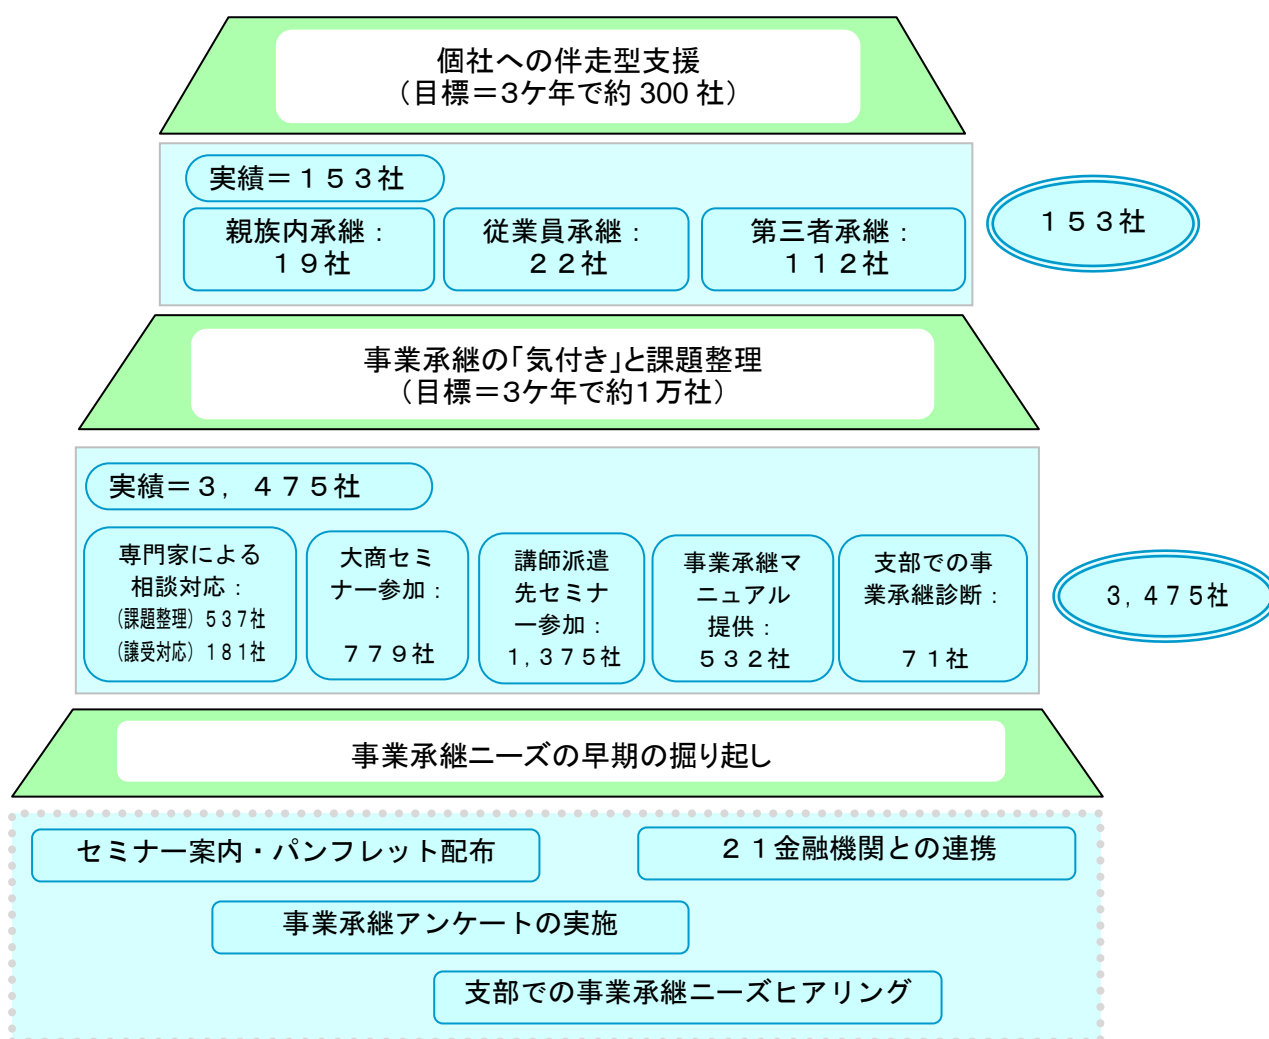 個社への伴走型支援
（目標＝3ケ年で約 300 社）
実績＝１５３社
親族内承継：
１９社
従業員承継：
２２社
第三者承継：
１１２社
１５３社
事業承継の「気付き」と課題整理
（目標＝3ケ年で約1万社）
実績＝３，４７５社
専門家による
相談対応：
（課題整理）５３７社
（譲受対応）１８１社
大商セミ
ナー参加：
７７９社
講師派遣
先セミナ
ー参加：
１，３７５社
事業承継マ
ニュアル
提供：
５３２社
支部での事
業承継診断：
７１社
３，４７５社
事業承継ニーズの早期の掘り起し
セミナー案内・パンフレット配布
２１金融機関との連携
事業承継アンケートの実施
支部での事業承継ニーズヒアリング